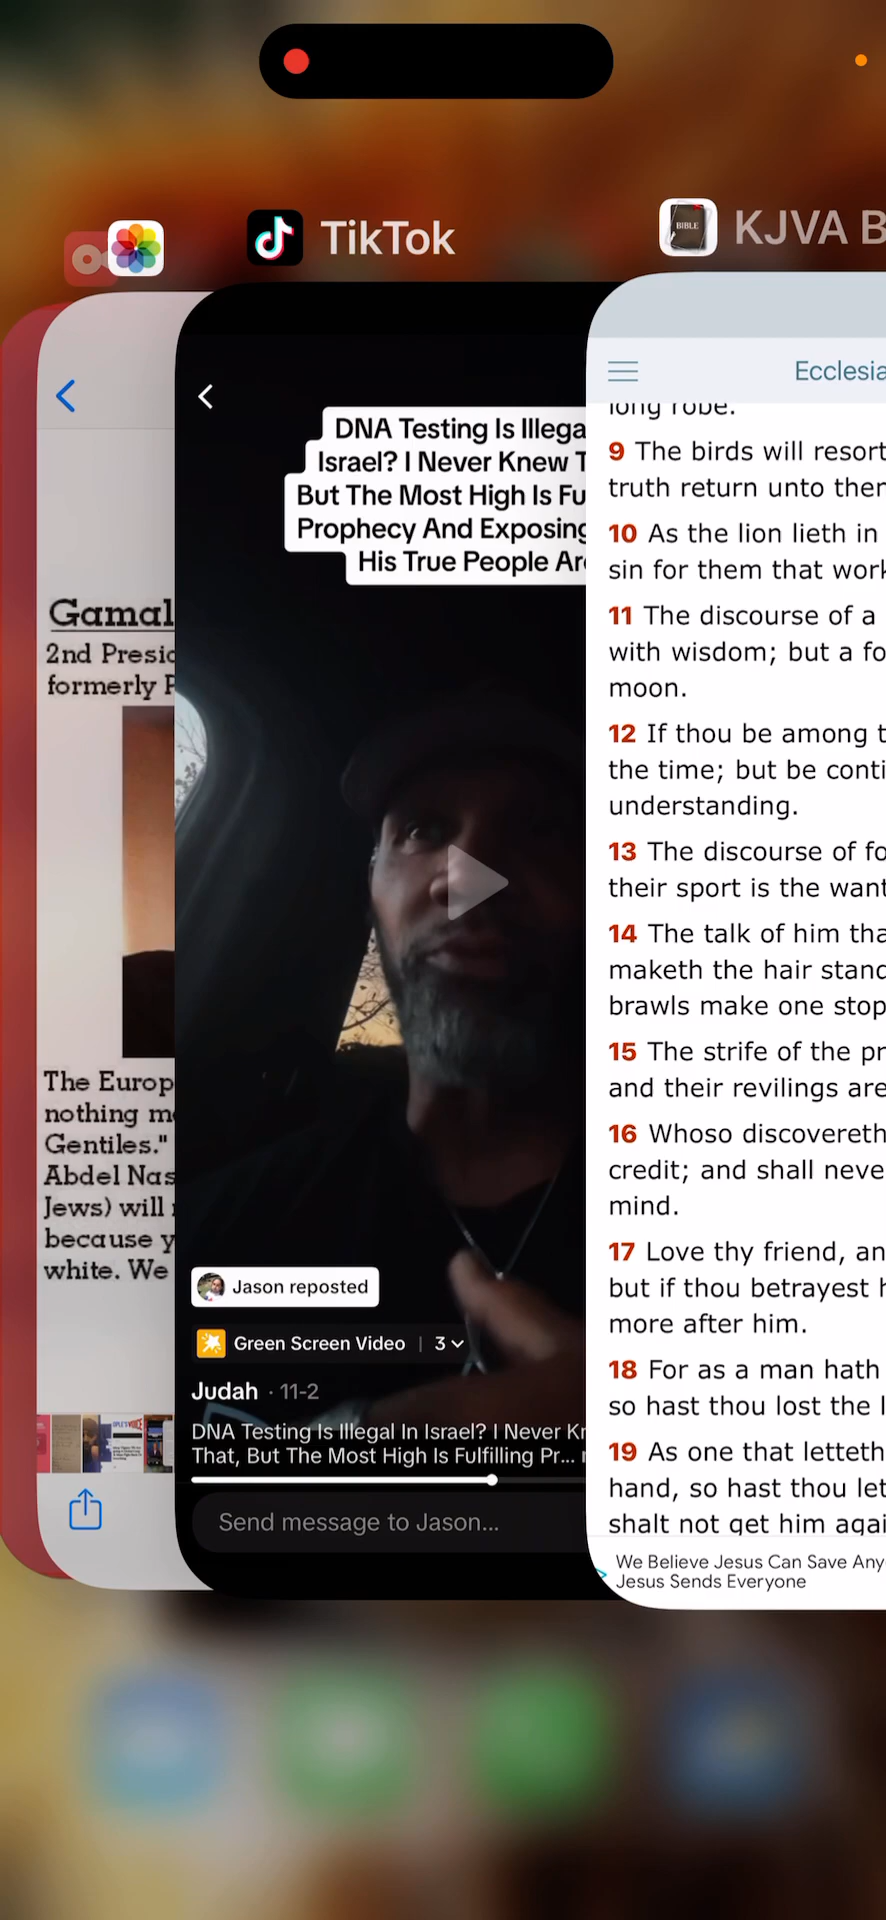 TikTok
KJVA B
Gamal
2nd Presid
formerly P
The Europ
nothing m
Gentiles."
Abdel Nas
Jews) will
because y
white. We
DNA Testing Is Illega
Israel? I Never Knew T
But The Most High Is Fu
Prophecy And Exposing
His True People Are
Jason reposted
Green Screen Video | 3
Judah · 11-2
DNA Testing Is Illegal In Israel? I Never Kn
That, But The Most High Is Fulfilling Pr...
Send message to Jason...
BIBLE
Ecclesia
long robe.
9 The birds will resort
truth return unto them
10 As the lion lieth in
sin for them that work
11 The discourse of a
with wisdom; but a fo
moon.
12 If thou be among t
the time; but be conti
understanding.
13 The discourse of fo
their sport is the want
14 The talk of him tha
maketh the hair stand
brawls make one stop
15 The strife of the pr
and their revilings are
16 Whoso discovereth
credit; and shall neve
mind.
17 Love thy friend, an
but if thou betrayest h
more after him.
18 For as a man hath
so hast thou lost the l
19 As one that letteth
hand, so hast thou let
shalt not get him agai
We Believe Jesus Can Save Any
Jesus Sends Everyone